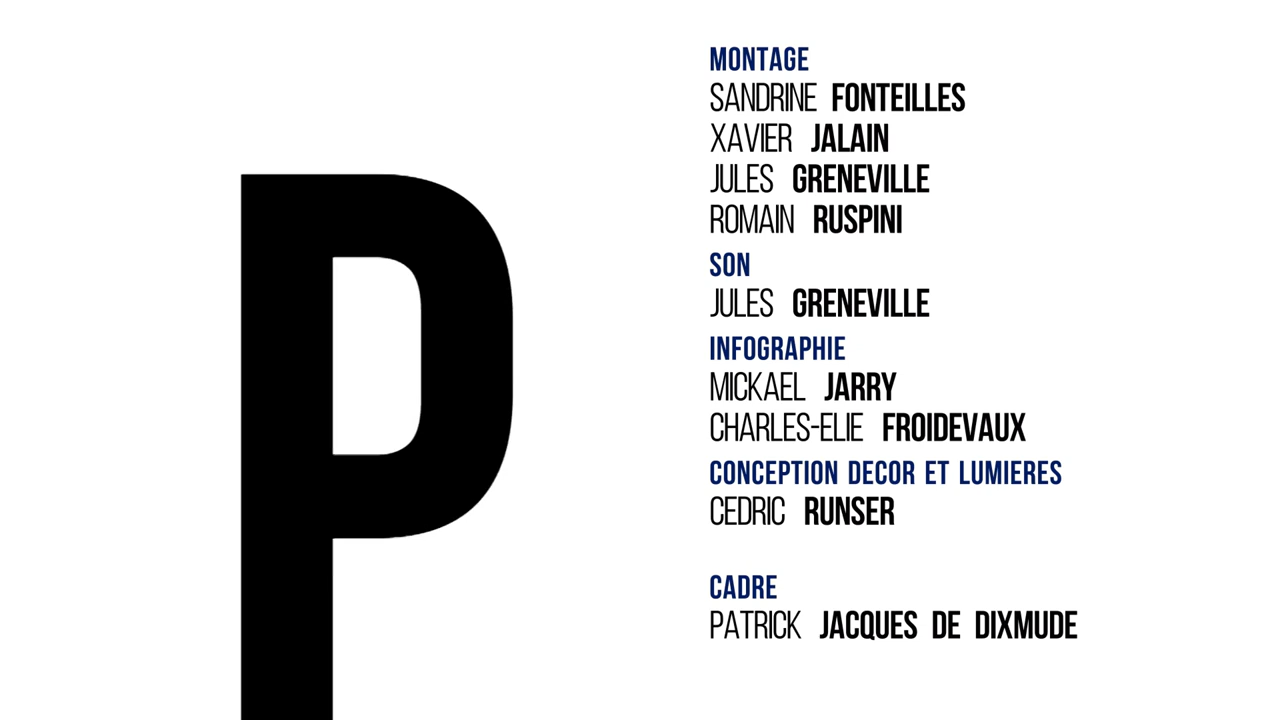 P
MONTAGE
SANDRINE FONTEILLES
XAVIER JALAIN
JULES GRENEVILLE
ROMAIN RUSPINI
SON
JULES GRENEVILLE
INFOGRAPHIE
MICKAEL JARRY
CHARLES-ELIE FROIDEVAUX
CONCEPTION DECOR ET LUMIERES
CEDRIC RUNSER
CADRE
PATRICK JACQUES DE DIXMUDE